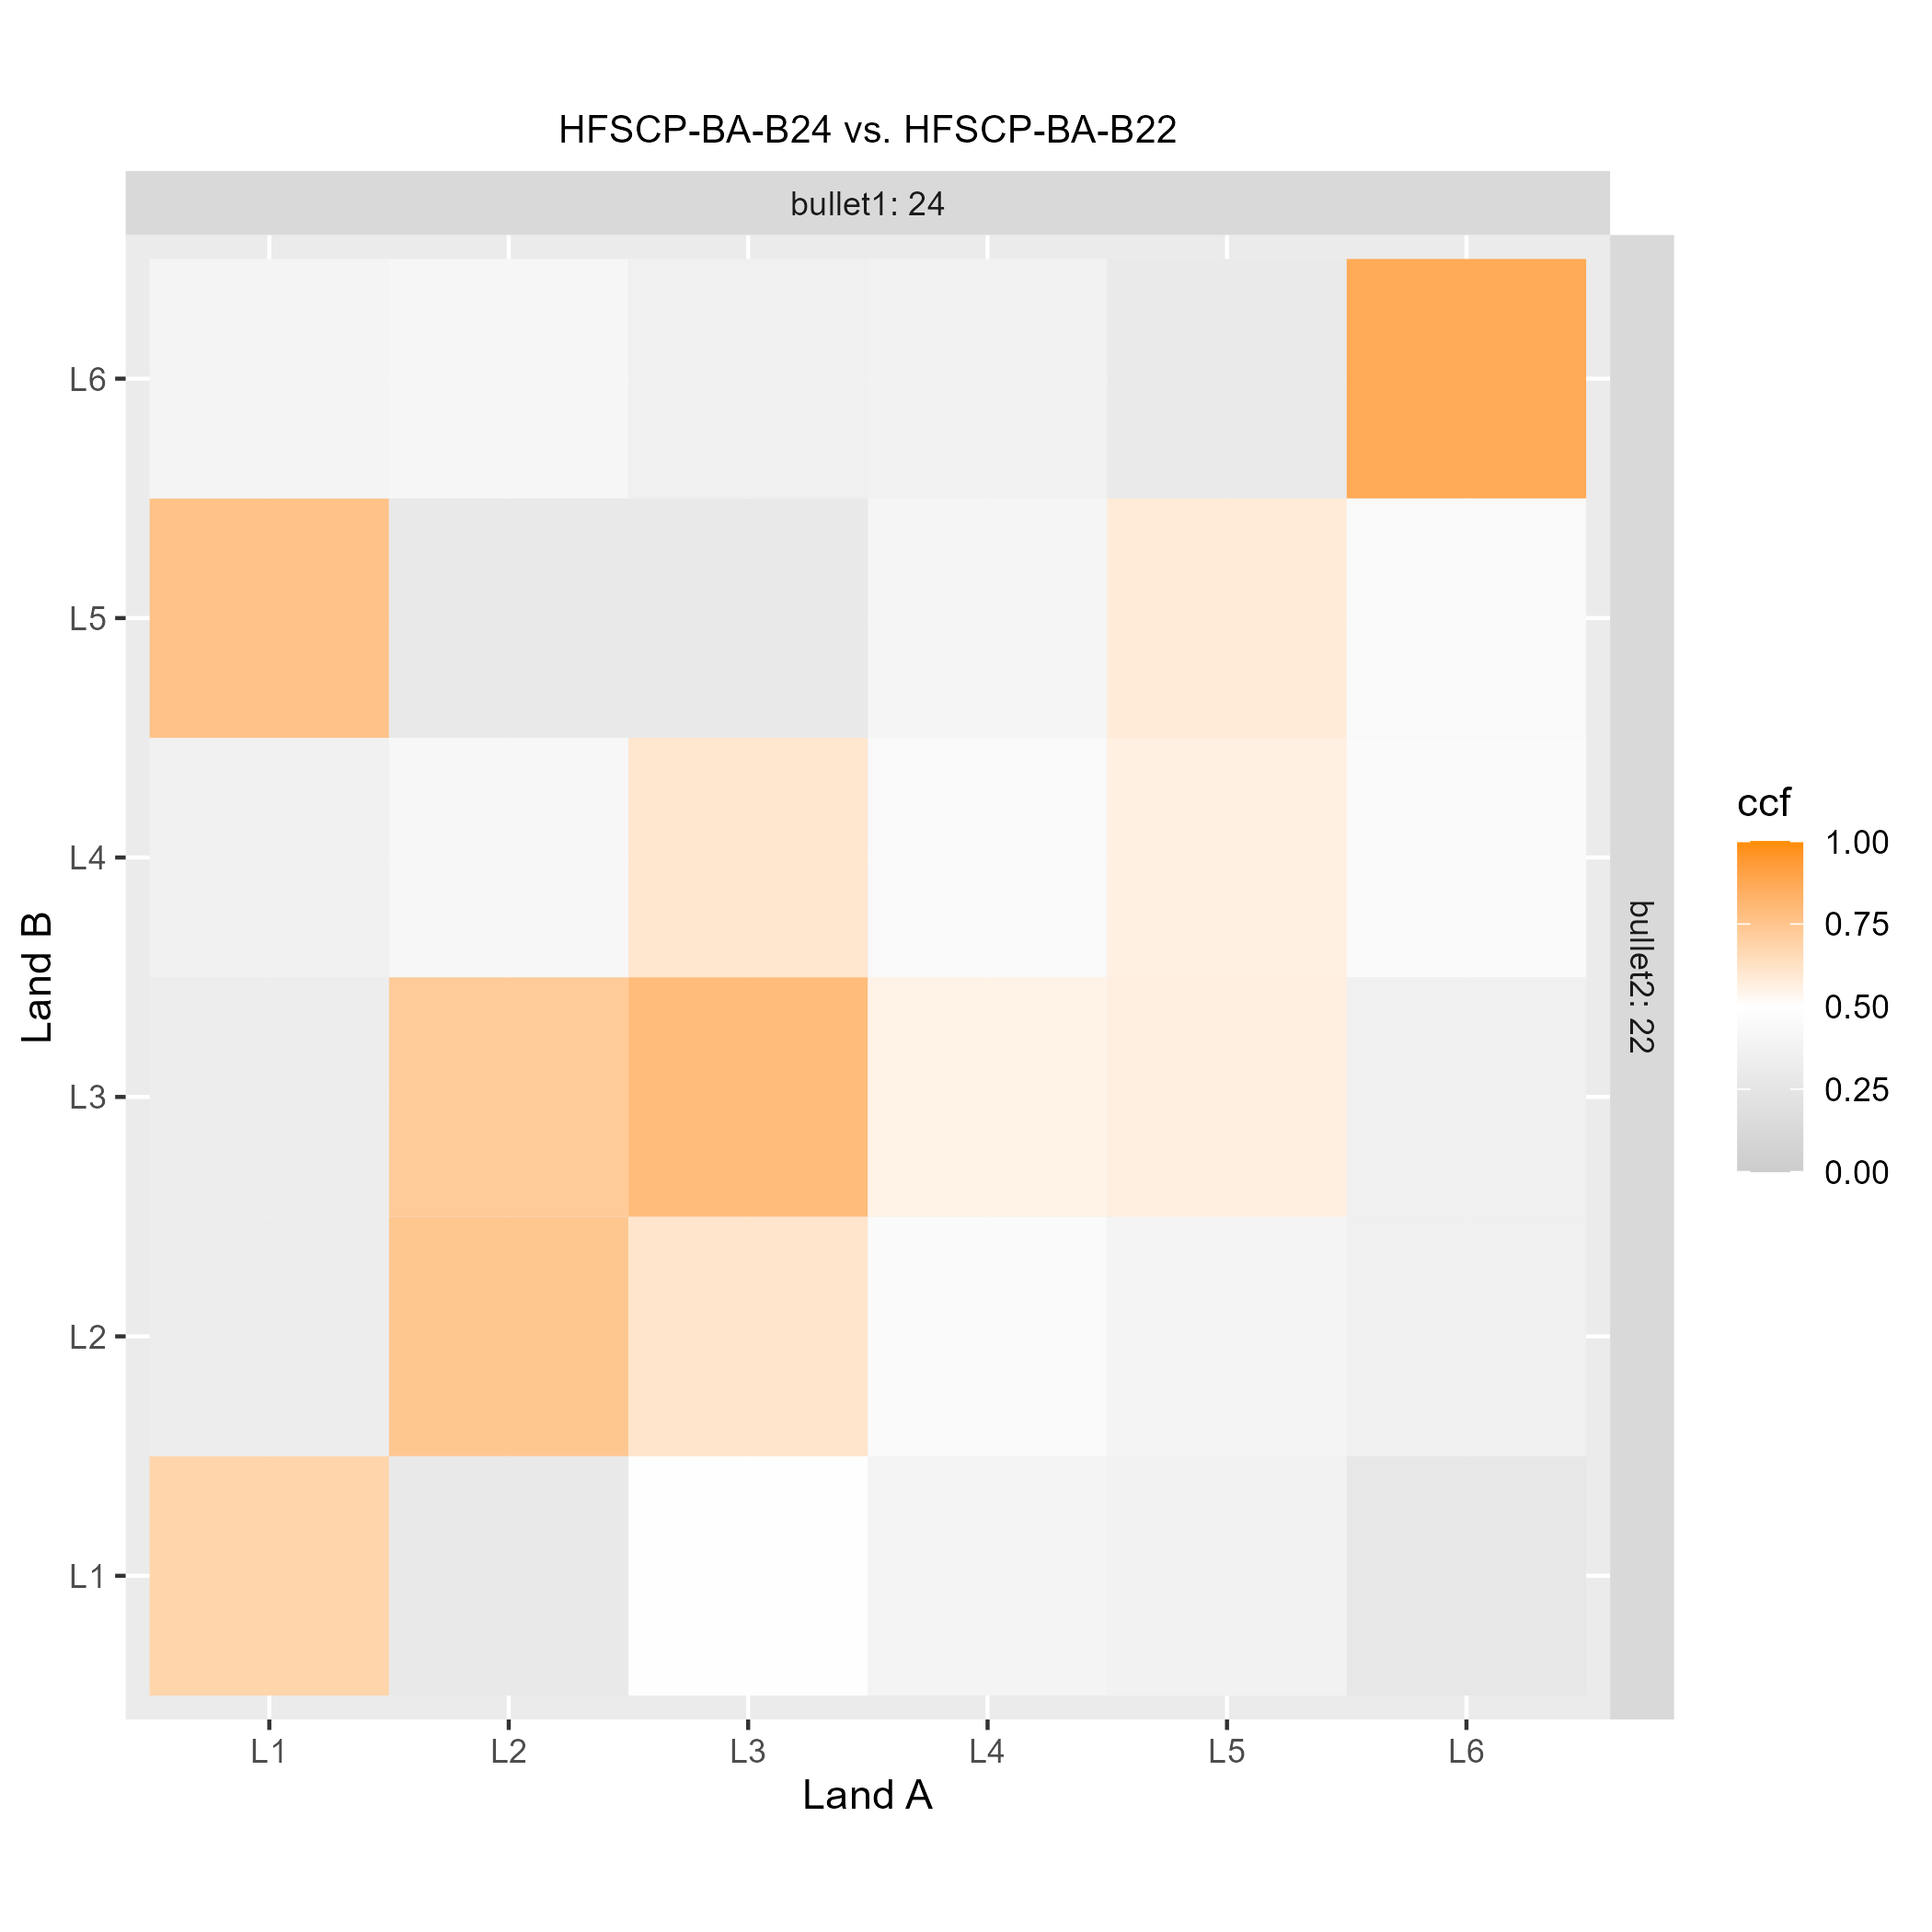 HFSCP-BA-B24 vs. HFSCP-BA-B22
bullet1: 24
L6
L5
L4
L3
L2
L1
Land B
bullet2: 22
L1 L2 L3 L4 L5 L6
Land A
ccf
1.00
0.75
0.50
0.25
0.00